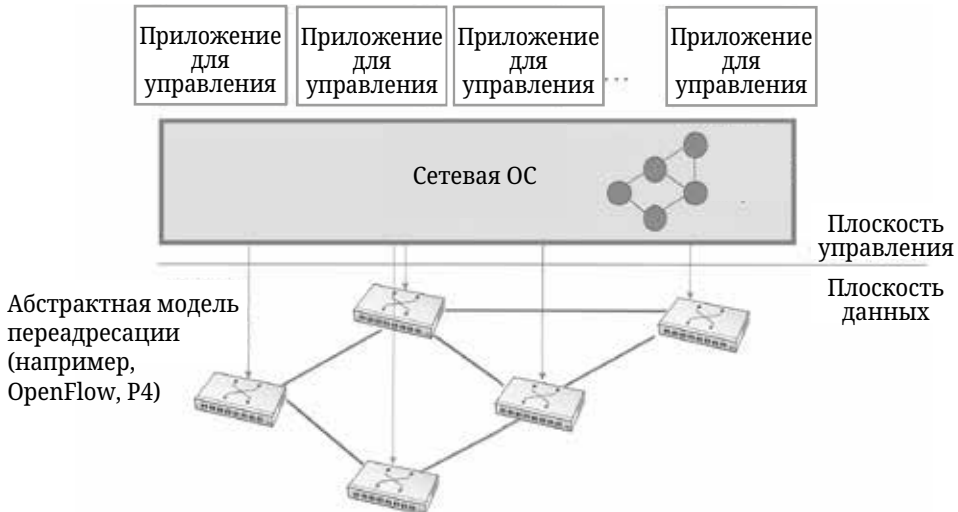 Приложение
для
управления
Приложение
для
управления
Приложение
для
управления
...
Приложение
для
управления
Сетевая ОС
Плоскость
управления
Плоскость
данных
Абстрактная модель
переадресации
(например,
OpenFlow, P4)